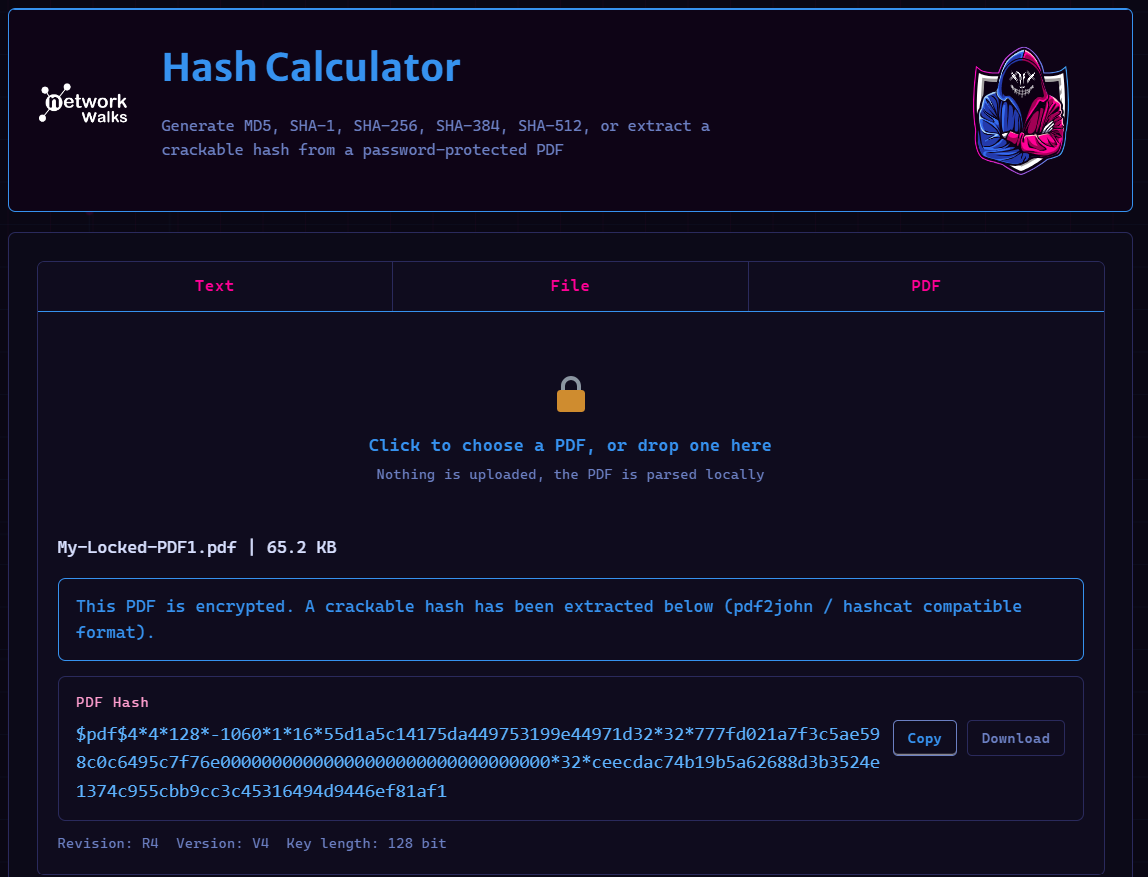 network
Walks
Hash Calculator
Generate MD5, SHA-1, SHA-256, SHA-384, SHA-512, or extract a
crackable hash from a password-protected PDF
Text
File
PDF
Click to choose a PDF, or drop one here
Nothing is uploaded, the PDF is parsed locally
My-Locked-PDF1.pdf | 65.2 KB
This PDF is encrypted. A crackable hash has been extracted below (pdf2john / hashcat compatible
format).
PDF Hash
$pdf$4*4*128*-1060*1*16*55d1a5c14175da449753199e44971d32*32*777fd021a7f3c5ae59
8c0c6495c7f76e00000000000000000000000000000000*32*ceecdac74b19b5a62688d3b3524e
1374c955cbb9cc3c45316494d9446ef81af1
Copy
Download
Revision: R4 Version: V4 Key length: 128 bit